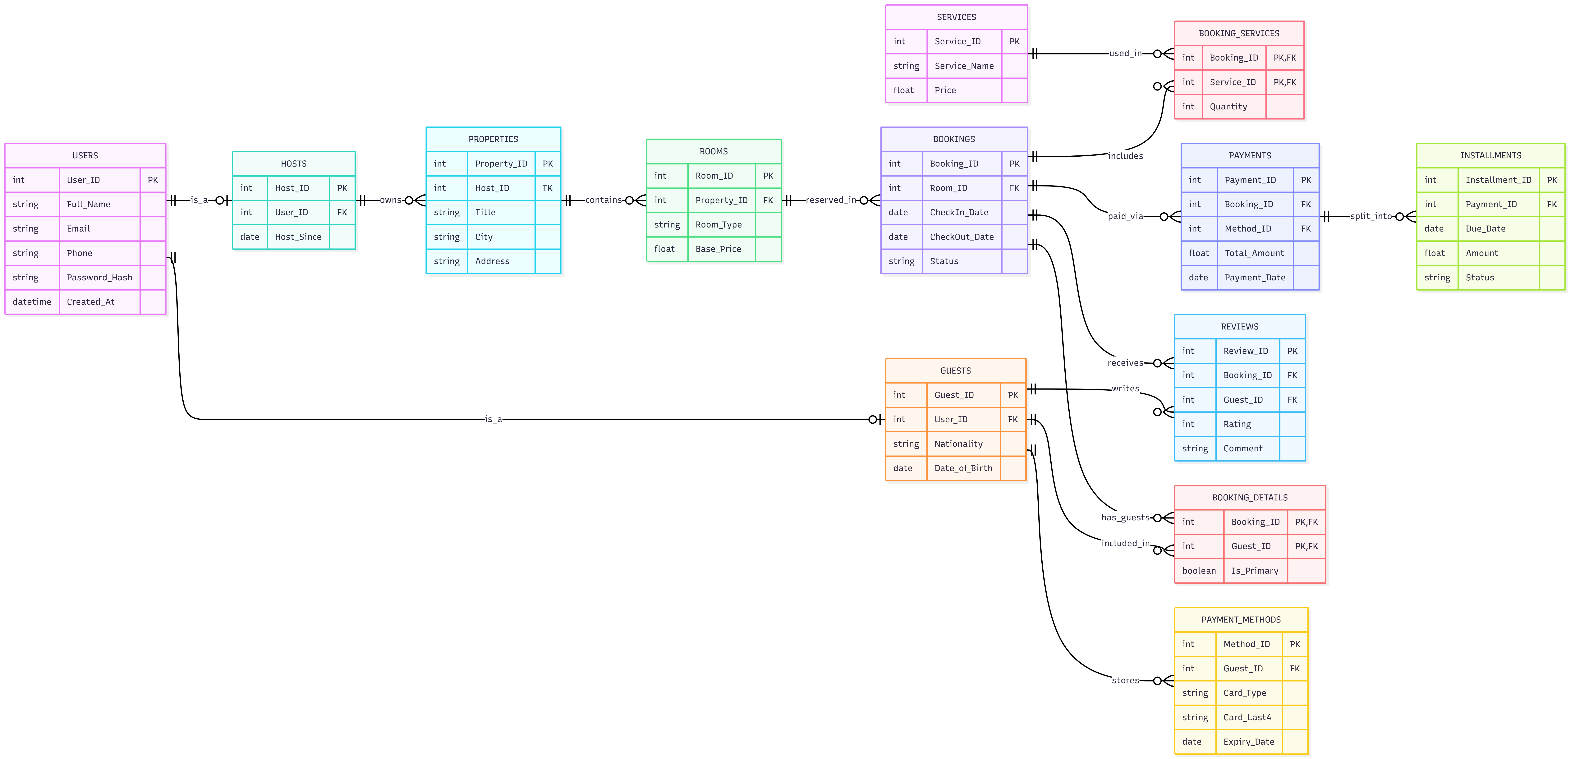 USERS
int User_ID PK
string Full_Name
string Email
string Phone
string Password_Hash
datetime Created_At
is_a
HOSTS
int Host_ID PK
int User_ID FK
date Host_Since
owns
PROPERTIES
int Property_ID PK
int Host_ID FK
string Title
string City
string Address
contains
ROOMS
int Room_ID PK
int Property_ID FK
string Room_Type
float Base_Price
reserved_in
SERVICES
int Service_ID PK
string Service_Name
float Price
used_in
BOOKING_SERVICES
int Booking_ID PK,FK
int Service_ID PK,FK
int Quantity
BOOKINGS
int Booking_ID PK
int Room_ID FK
date CheckIn_Date
date CheckOut_Date
string Status
includes
paid_via
PAYMENTS
int Payment_ID PK
int Booking_ID FK
int Method_ID FK
float Total_Amount
date Payment_Date
split_into
INSTALLMENTS
int Installment_ID PK
int Payment_ID FK
date Due_Date
float Amount
string Status
receives
REVIEWS
int Review_ID PK
int Booking_ID FK
int Guest_ID FK
int Rating
string Comment
is_a
GUESTS
int Guest_ID PK
int User_ID FK
string Nationality
date Date_of_Birth
writes
has_guests
included_in
BOOKING_DETAILS
int Booking_ID PK,FK
int Guest_ID PK,FK
boolean Is_Primary
stores
PAYMENT_METHODS
int Method_ID PK
int Guest_ID FK
string Card_Type
string Card_Last4
date Expiry_Date